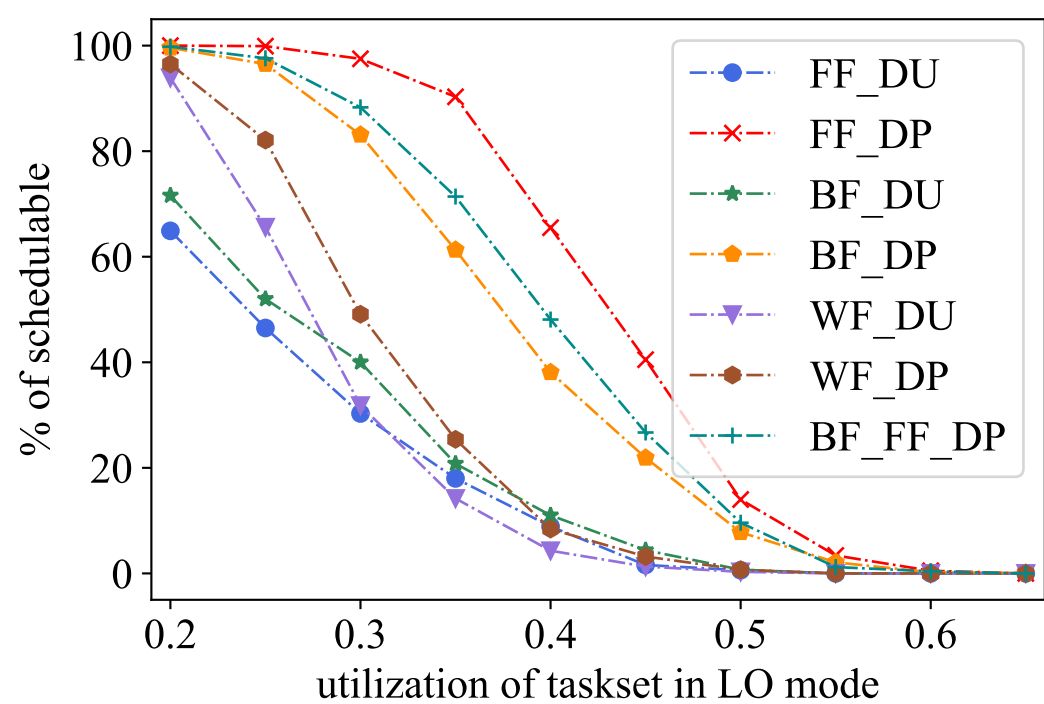 % of schedulable
100
80
60
40
20
0
0.2
0.3
0.4
0.5
0.6
utilization of taskset in LO mode
FF_DU
FF_DP
BF_DU
BF_DP
WF_DU
WF_DP
BF_FF_DP